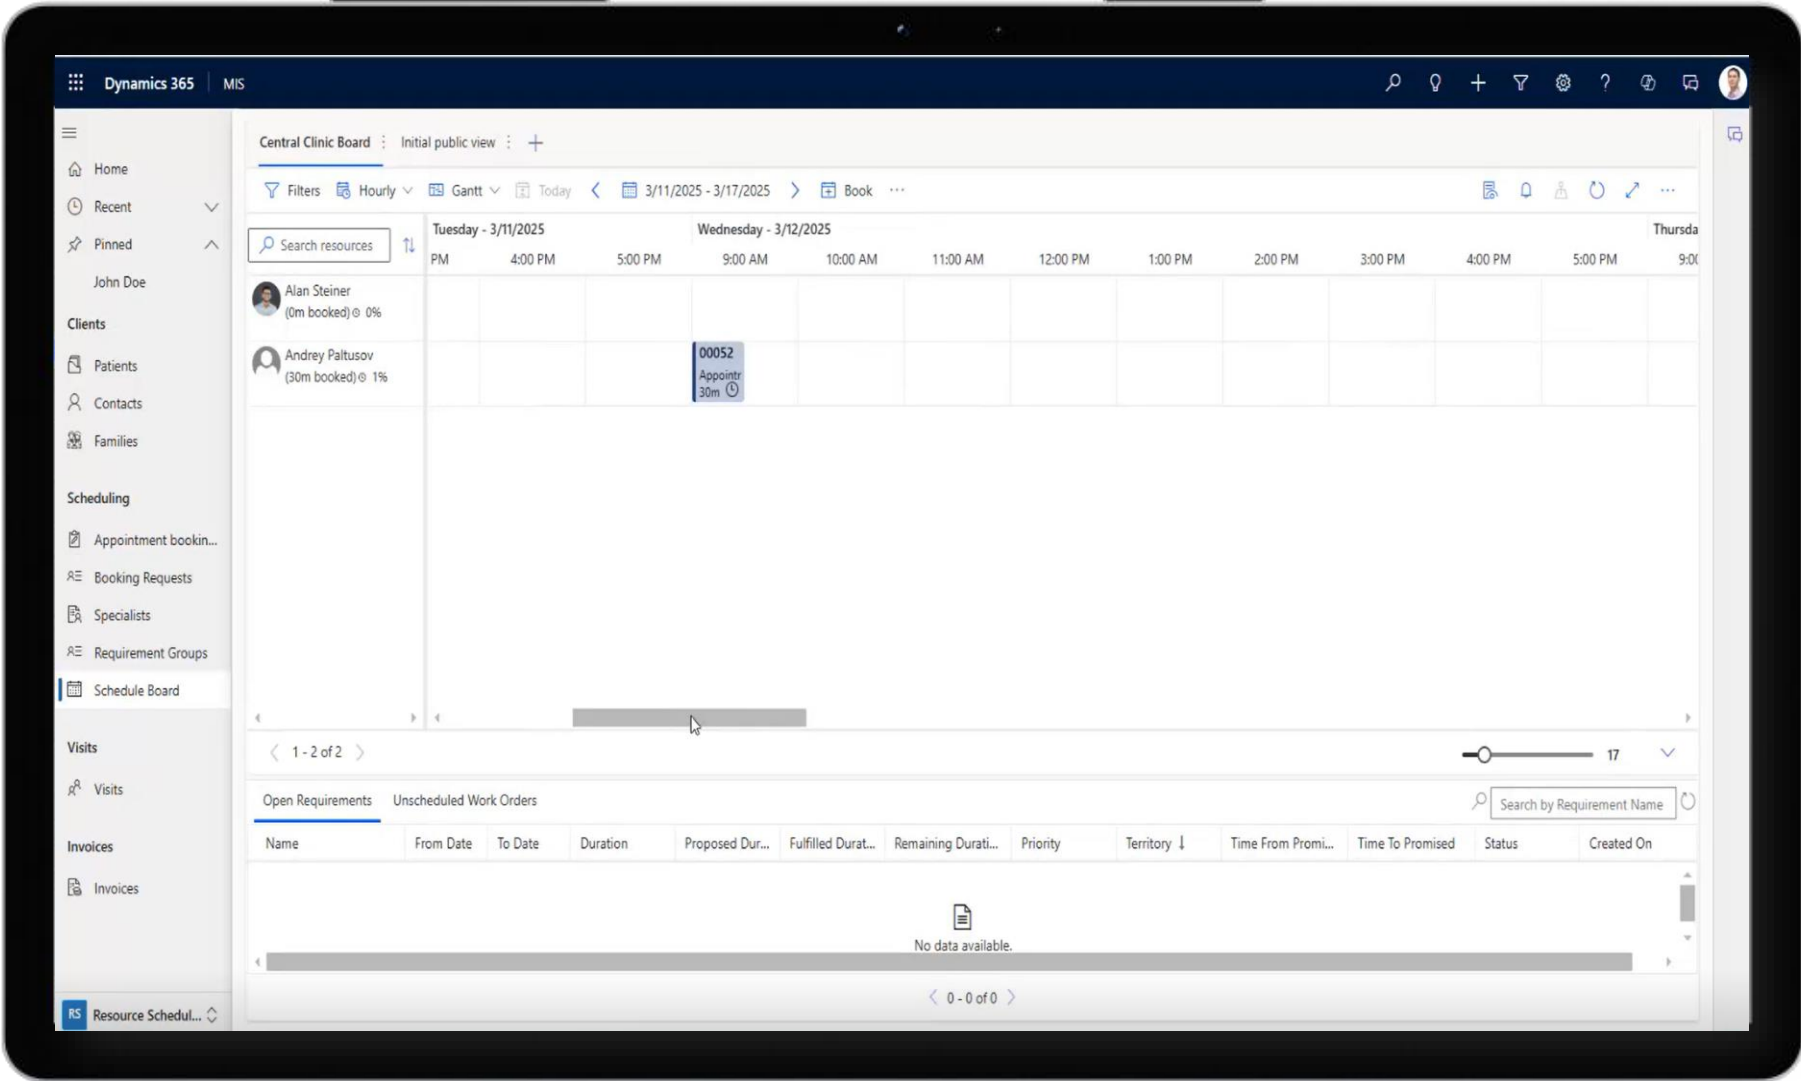 Dynamics 365 MIS
Home
Recent
Pinned
John Doe
Clients
Patients
Contacts
Families
Scheduling
Appointment bookin...
Booking Requests
Specialists
Requirement Groups
Schedule Board
Visits
Visits
Invoices
Invoices
RS Resource Schedul...
Central Clinic Board Initial public view
Filters Hourly Gantt Today 3/11/2025 - 3/17/2025 Book
Search resources
Tuesday - 3/11/2025 Wednesday - 3/12/2025 Thursda
PM 4:00 PM 5:00 PM 9:00 AM 10:00 AM 11:00 AM 12:00 PM 1:00 PM 2:00 PM 3:00 PM 4:00 PM 5:00 PM 9:00
Alan Steiner
(0m booked) 0%
Andrey Paltusov
(30m booked) 1%
00052
Appointr
30m
1 - 2 of 2
17
Open Requirements Unscheduled Work Orders
Search by Requirement Name
Name From Date To Date Duration Proposed Dur... Fulfilled Durat... Remaining Durati... Priority Territory Time From Promi... Time To Promised Status Created On
No data available.
0 - 0 of 0